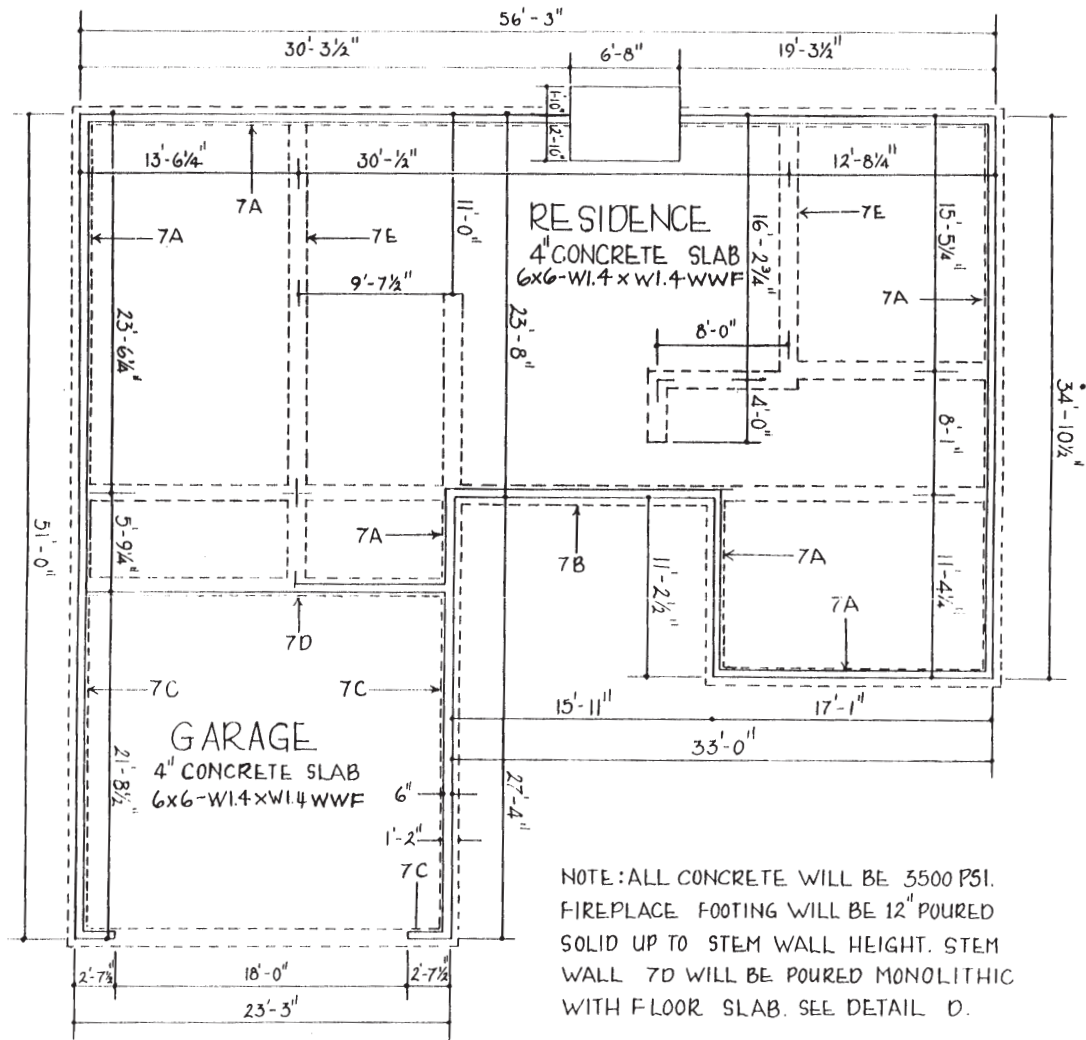 56'-3"
30'-3½" 6'-8" 19'-3½"
1'-10"
2'-10"
13'-6¼" 30'-½" 12'-8¼"
7A
11'-0"
RESIDENCE
4" CONCRETE SLAB
6x6-W1.4 x W1.4 WWF
7A
7E
7E
16'-2¾"
15'-5¼"
9'-7½"
7A
23'-6¼"
23'-8"
8'-0"
34'-10½"
4'-0"
8'-1"
51'-0"
5'-9¼"
7A
7B
7A
11'-2½"
11'-4¼"
7A
7D
7C
7C
15'-11" 17'-1"
33'-0"
GARAGE
4" CONCRETE SLAB
6x6-W1.4 x W1.4 WWF
21'-8½"
6"
27'-4"
1'-2"
7C
2'-7½" 18'-0" 2'-7½"
23'-3"
NOTE: ALL CONCRETE WILL BE 3500 PSI.
FIREPLACE FOOTING WILL BE 12" POURED
SOLID UP TO STEM WALL HEIGHT. STEM
WALL 7D WILL BE POURED MONOLITHIC
WITH FLOOR SLAB. SEE DETAIL D.